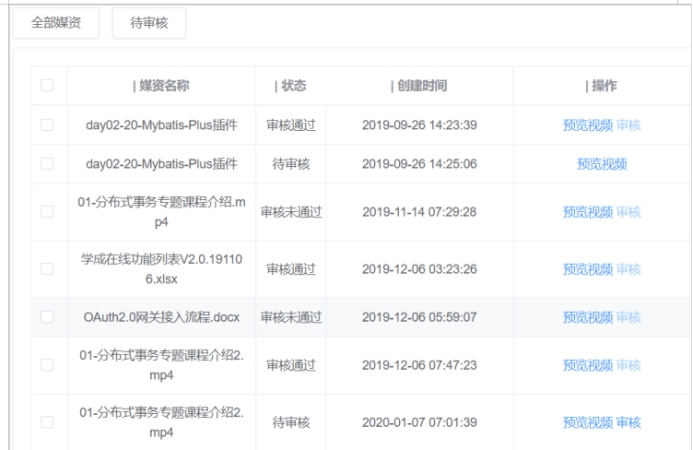 全部媒资 待审核
| 媒资名称 | 状态 | 创建时间 | 操作
day02-20-Mybatis-Plus插件 审核通过 2019-09-26 14:23:39 预览视频 审核
day02-20-Mybatis-Plus插件 待审核 2019-09-26 14:25:06 预览视频
01-分布式事务专题课程介绍.m
p4 审核未通过 2019-11-14 07:29:28 预览视频 审核
学成在线功能列表V2.0.19110
6.xlsx 审核通过 2019-12-06 03:23:26 预览视频 审核
OAuth2.0网关接入流程.docx 审核未通过 2019-12-06 05:59:07 预览视频 审核
01-分布式事务专题课程介绍2.
mp4 审核通过 2019-12-06 07:47:23 预览视频 审核
01-分布式事务专题课程介绍2.
mp4 待审核 2020-01-07 07:01:39 预览视频 审核